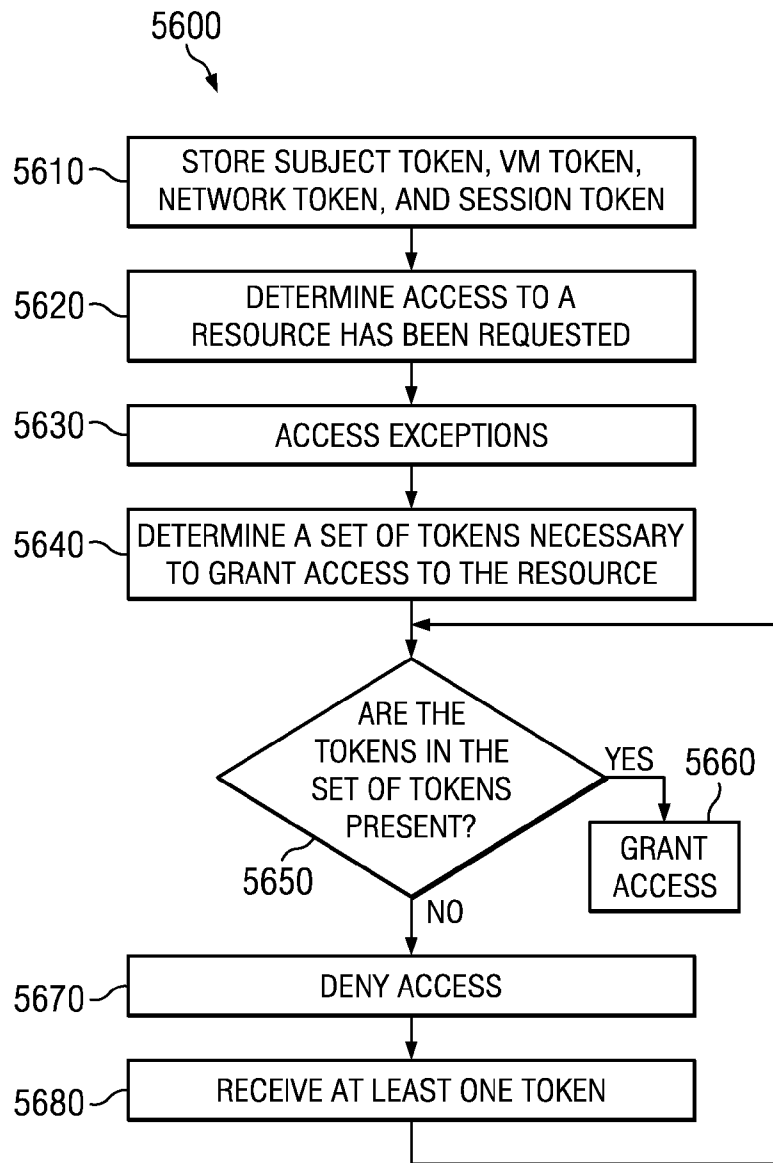 5600
5610
STORE SUBJECT TOKEN, VM TOKEN,
NETWORK TOKEN, AND SESSION TOKEN
5620
DETERMINE ACCESS TO A
RESOURCE HAS BEEN REQUESTED
5630
ACCESS EXCEPTIONS
5640
DETERMINE A SET OF TOKENS NECESSARY
TO GRANT ACCESS TO THE RESOURCE
ARE THE
TOKENS IN THE
SET OF TOKENS
PRESENT?
5650
YES
5660
GRANT
ACCESS
NO
5670
DENY ACCESS
5680
RECEIVE AT LEAST ONE TOKEN